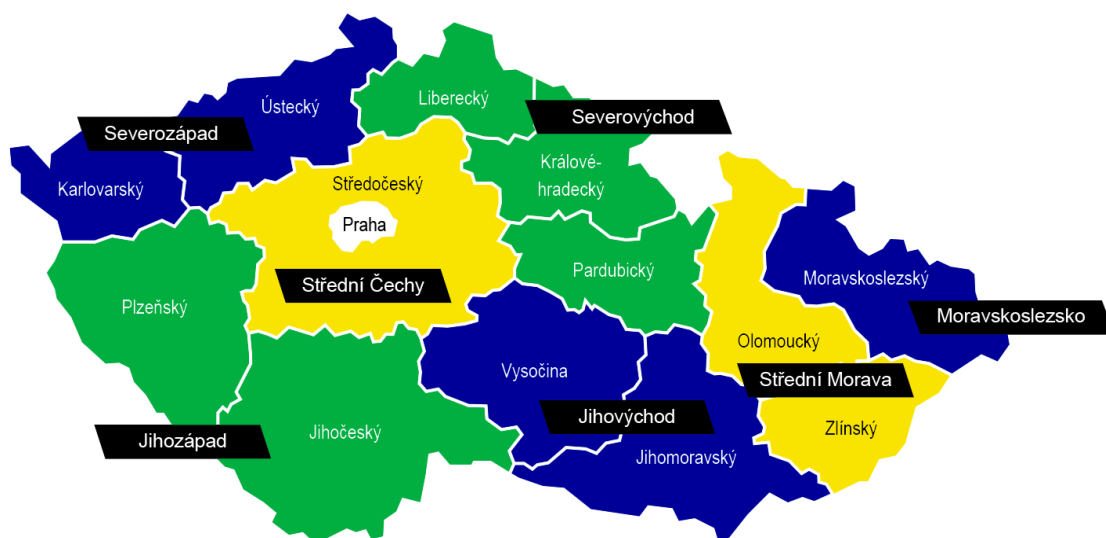 Ústecký
Liberecký
Severozápad
Severovýchod
Karlovarský
Středočeský
Králové-
hradecký
Praha
Střední Čechy
Pardubický
Moravskoslezský
Plzeňský
Moravskoslezsko
Olomoucký
Vysočina
Střední Morava
Jihovýchod
Jihozápad
Jihočeský
Zlínský
Jihomoravský